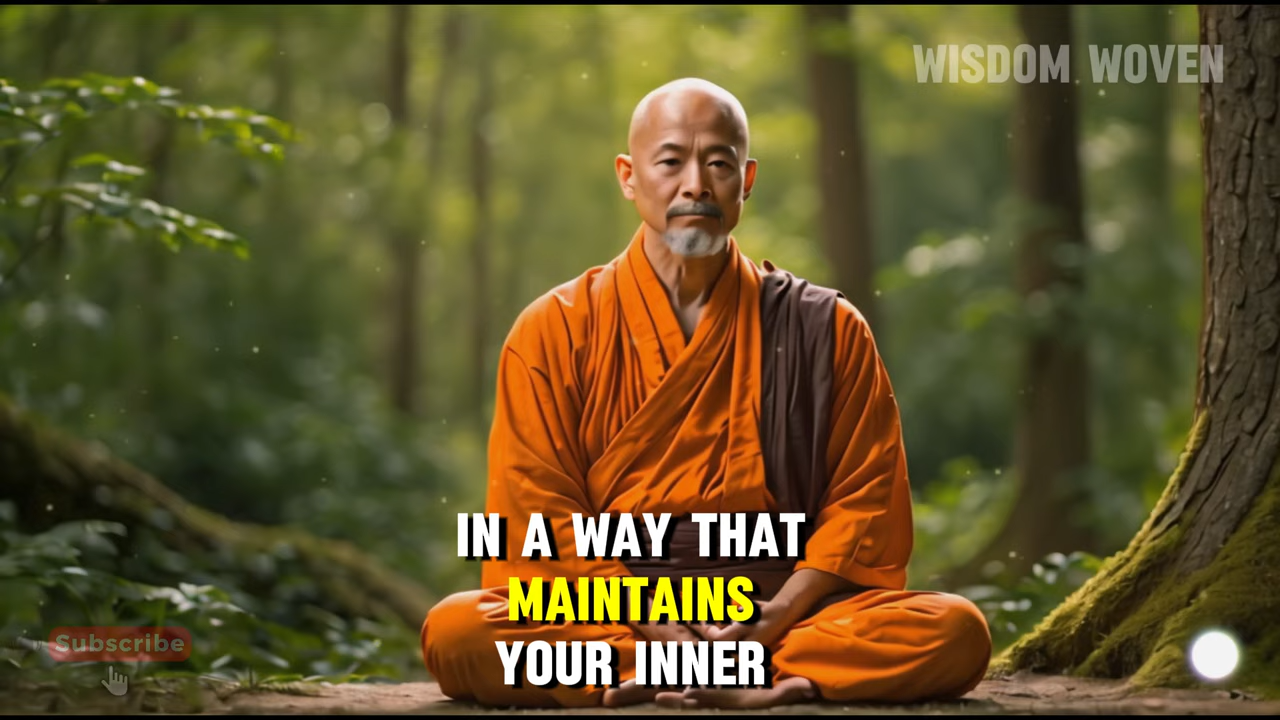 WISDOM WOVEN
IN A WAY THAT
MAINTAINS
YOUR INNER
Subscribe